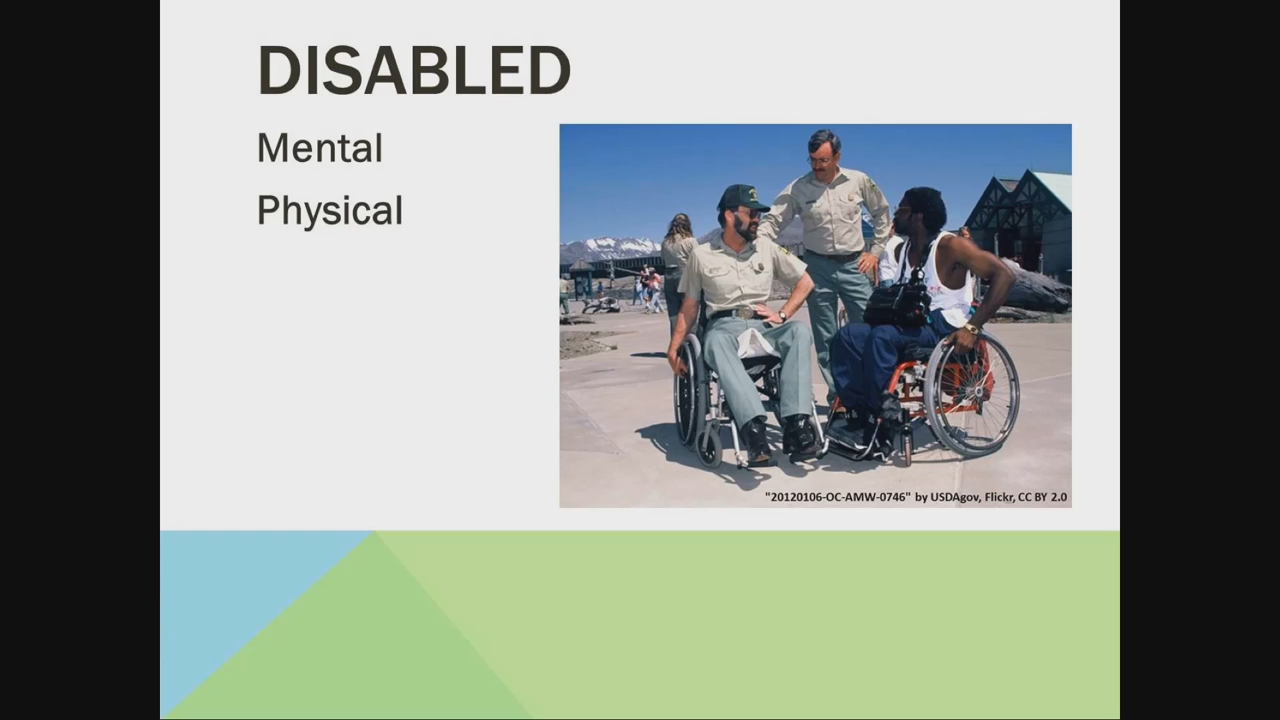 DISABLED
Mental
Physical
"20120106-OC-AMW-0746" by USDAgov, Flickr, CC BY 2.0